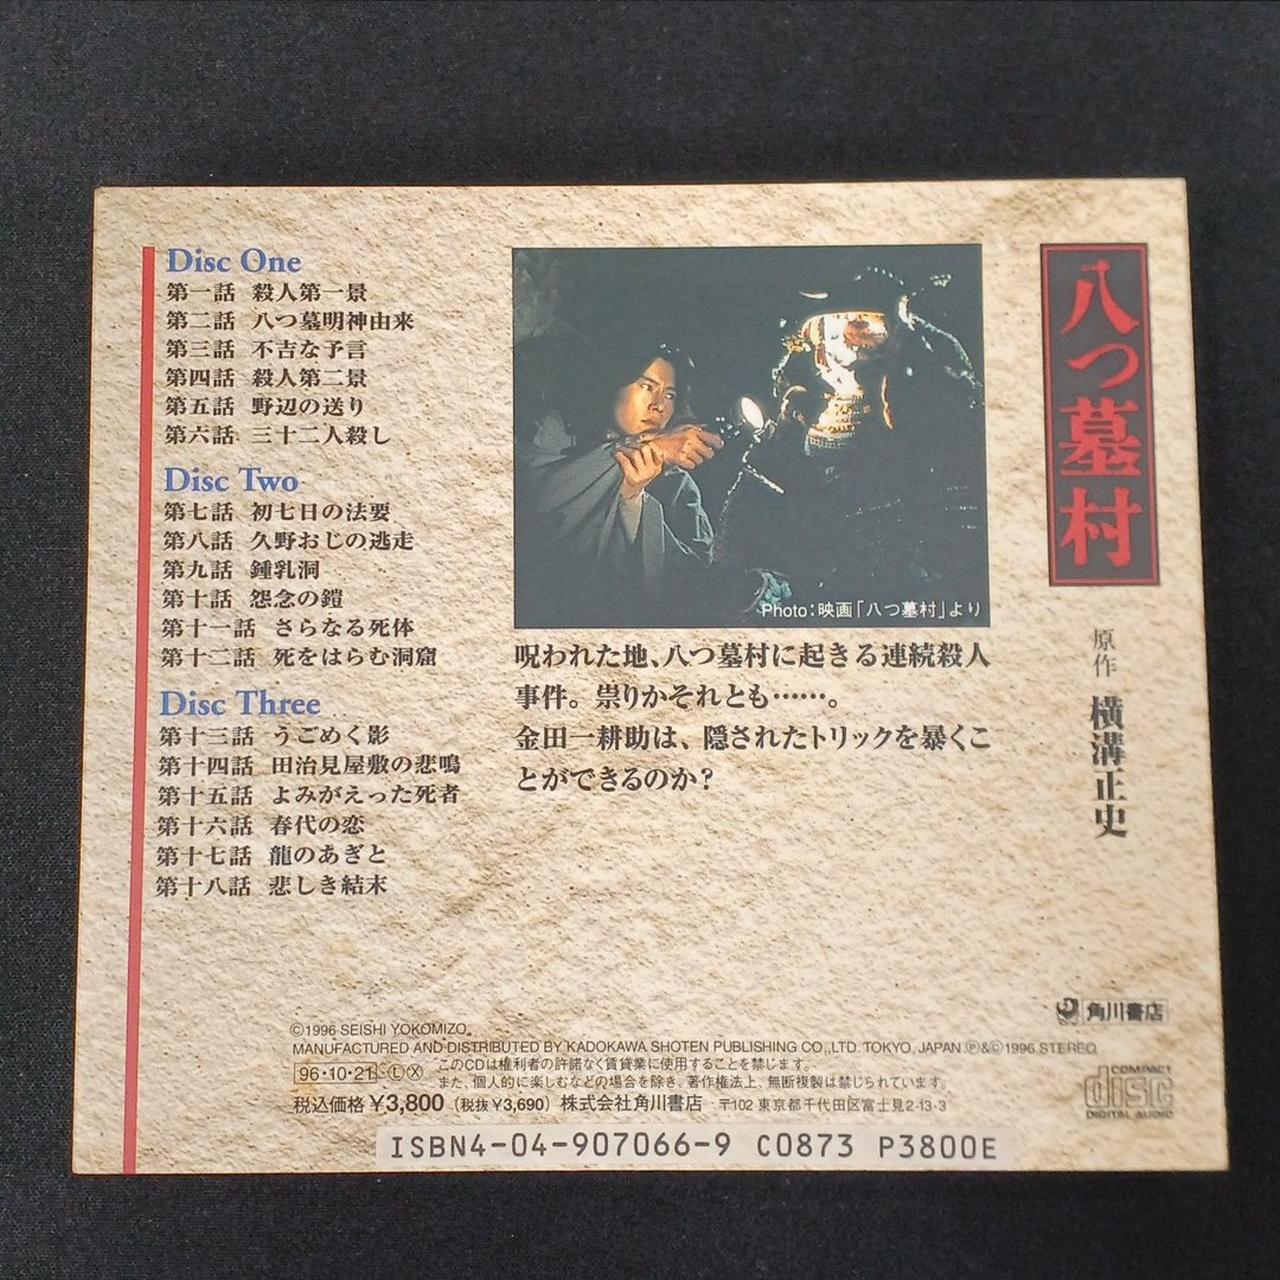 Disc One
第一話 殺人第一景
第二話 八つ墓明神由来
第三話 不吉な予言
第四話 殺人第二景
第五話 野辺の送り
第六話 三十二人殺し
Disc Two
第七話 初七日の法要
第八話 久野おじの逃走
第九話 鍾乳洞
第十話 怨念の鎧
第十一話 さらなる死体
第十二話 死をはらむ洞窟
Disc Three
第十三話 うごめく影
第十四話 田治見屋敷の悲鳴
第十五話 よみがえった死者
第十六話 春代の恋
第十七話 龍のあぎと
第十八話 悲しき結末
Photo:映画「八つ墓村」より
呪われた地、八つ墓村に起きる連続殺人
事件。祟りかそれとも……。
金田一耕助は、隠されたトリックを暴くこ
とができるのか?
八つ墓村
原作 横溝正史
角川書店
©1996 SEISHI YOKOMIZO
MANUFACTURED AND DISTRIBUTED BY KADOKAWA SHOTEN PUBLISHING CO.,LTD. TOKYO, JAPAN Ⓟ&©1996 STEREO
96・10・21 Ⓛ Ⓧ このCDは権利者の許諾なく賃貸業に使用することを禁じます。
また、個人的に楽しむなどの場合を除き、著作権法上、無断複製は禁じられています。
税込価格 ¥3,800 (税抜¥3,690) 株式会社角川書店 〒102 東京都千代田区富士見2-13-3
COMPACT
disc
DIGITAL AUDIO
ISBN4-04-907066-9 C0873 P3800E